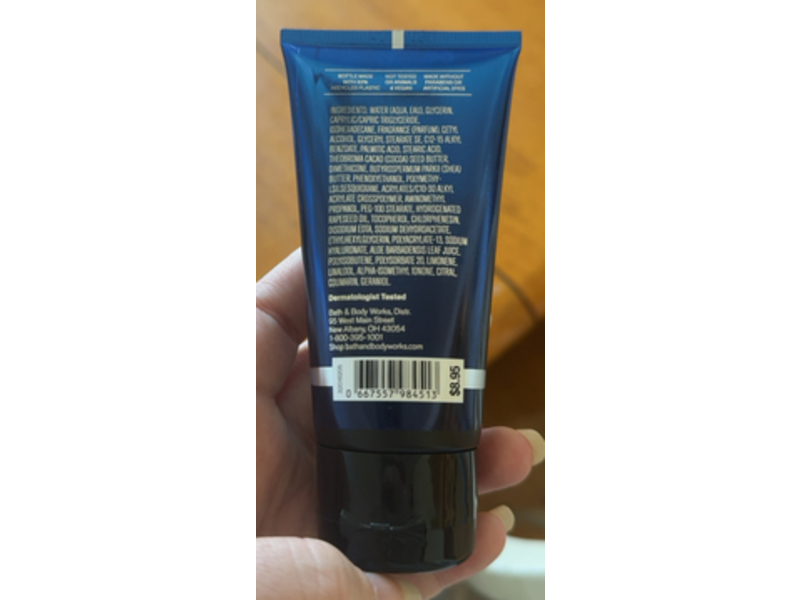 BOTTLE MADE WITH 50% RECYCLED PLASTIC
NOT TESTED ON ANIMALS & VEGAN
MADE WITHOUT PARABENS OR ARTIFICIAL DYES
INGREDIENTS: WATER (AQUA, EAU), GLYCERIN,
CAPRYLIC/CAPRIC TRIGLYCERIDE,
ISOHEXADECANE, FRAGRANCE (PARFUM), CETYL
ALCOHOL, GLYCERYL STEARATE SE, C12-15 ALKYL
BENZOATE, PALMITIC ACID, STEARIC ACID,
THEOBROMA CACAO (COCOA) SEED BUTTER,
DIMETHICONE, BUTYROSPERMUM PARKII (SHEA)
BUTTER, PHENOXYETHANOL, POLYMETHY-
LSILSESQUIOXANE, ACRYLATES/C10-30 ALKYL
ACRYLATE CROSSPOLYMER, AMINOMETHYL
PROPANOL, PEG-100 STEARATE, HYDROGENATED
RAPESEED OIL, TOCOPHEROL, CHLORPHENESIN,
DISODIUM EDTA, SODIUM DEHYDROACETATE,
ETHYLHEXYLGLYCERIN, POLYACRYLATE-13, SODIUM
HYALURONATE, ALOE BARBADENSIS LEAF JUICE,
POLYISOBUTENE, POLYSORBATE 20, LIMONENE,
LINALOOL, ALPHA-ISOMETHYL IONONE, CITRAL,
COUMARIN, GERANIOL.
Dermatologist Tested
Bath & Body Works, Distr.
95 West Main Street
New Albany, OH 43054
1-800-395-1001
Shop bathandbodyworks.com
0 667557 984513
$8.95